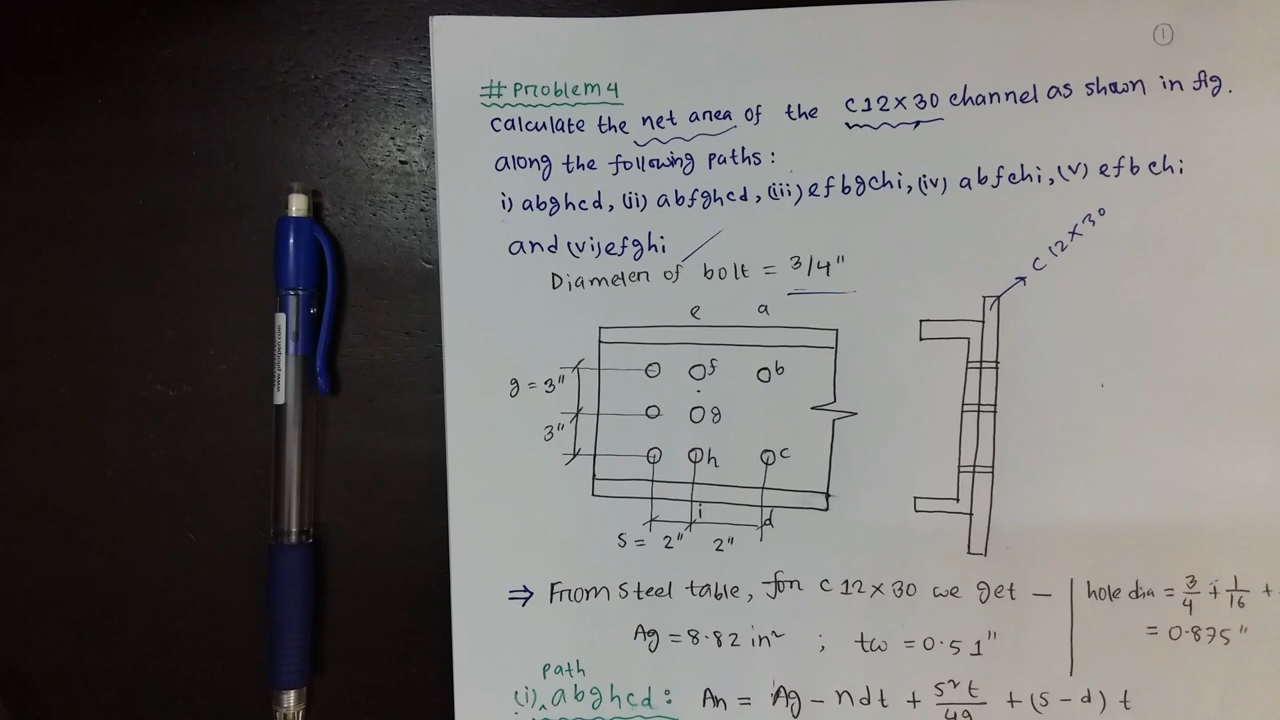 ①
# Problem 4
calculate the net area of the C12×30 channel as shown in fig.
along the following paths:
i) abghcd, (ii) abfghcd, (iii) efbgchi, (iv) abfchi, (v) efbchi
and (vi) efghi
Diameter of bolt = 3/4"
C 12×30
e a
f b
g = 3"
g
3"
h c
i d
S = 2" 2"
⇒ From steel table, for C 12×30 we get —
hole dia = 3/4 + 1/16 +
Ag = 8.82 in² ; tw = 0.51"
= 0.875"
path
(i) abghcd: An = Ag - ndt + s²t/4g + (s-d) t